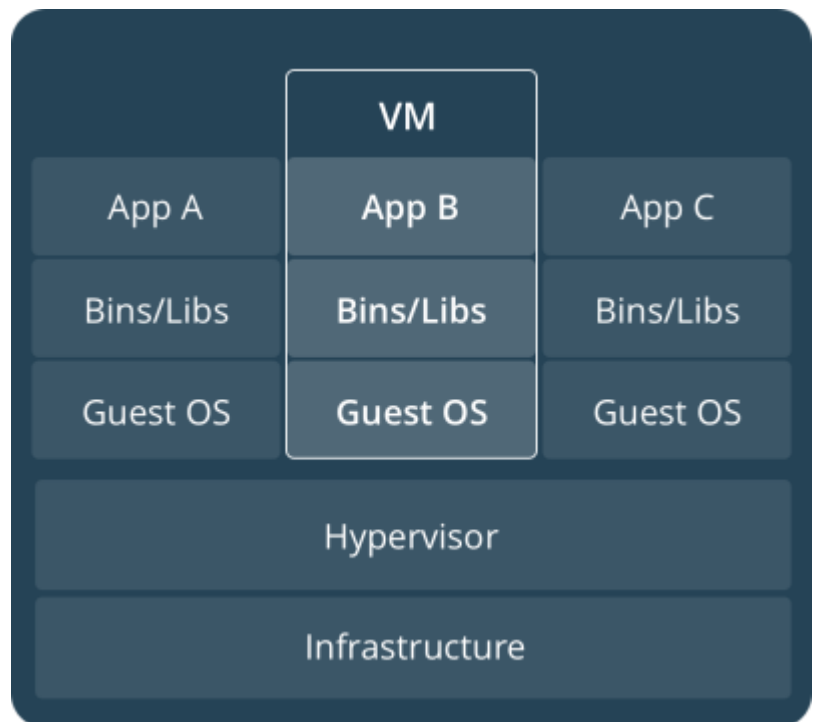 VM
App A App B App C
Bins/Libs Bins/Libs Bins/Libs
Guest OS Guest OS Guest OS
Hypervisor
Infrastructure